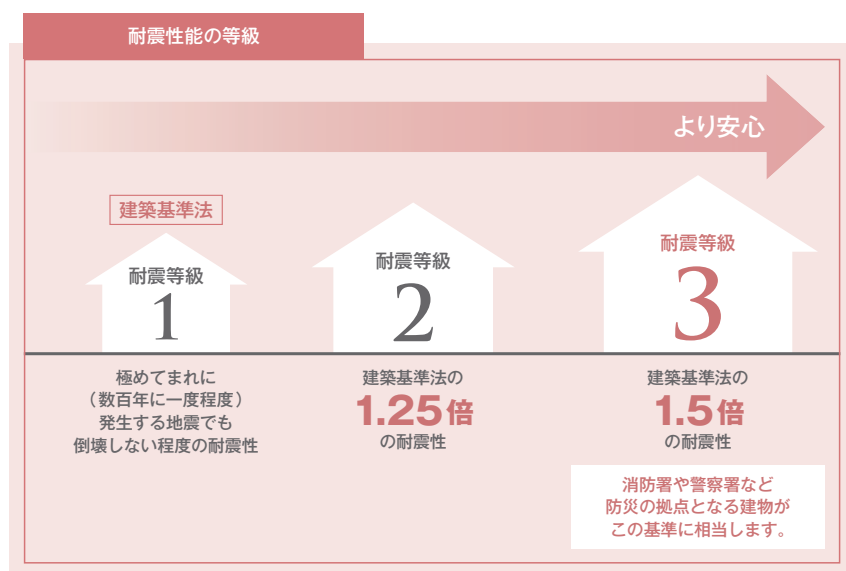 耐震性能の等級
より安心
建築基準法
耐震等級
1
極めてまれに
（数百年に一度程度）
発生する地震でも
倒壊しない程度の耐震性
耐震等級
2
建築基準法の
1.25倍
の耐震性
耐震等級
3
建築基準法の
1.5倍
の耐震性
消防署や警察署など
防災の拠点となる建物が
この基準に相当します。